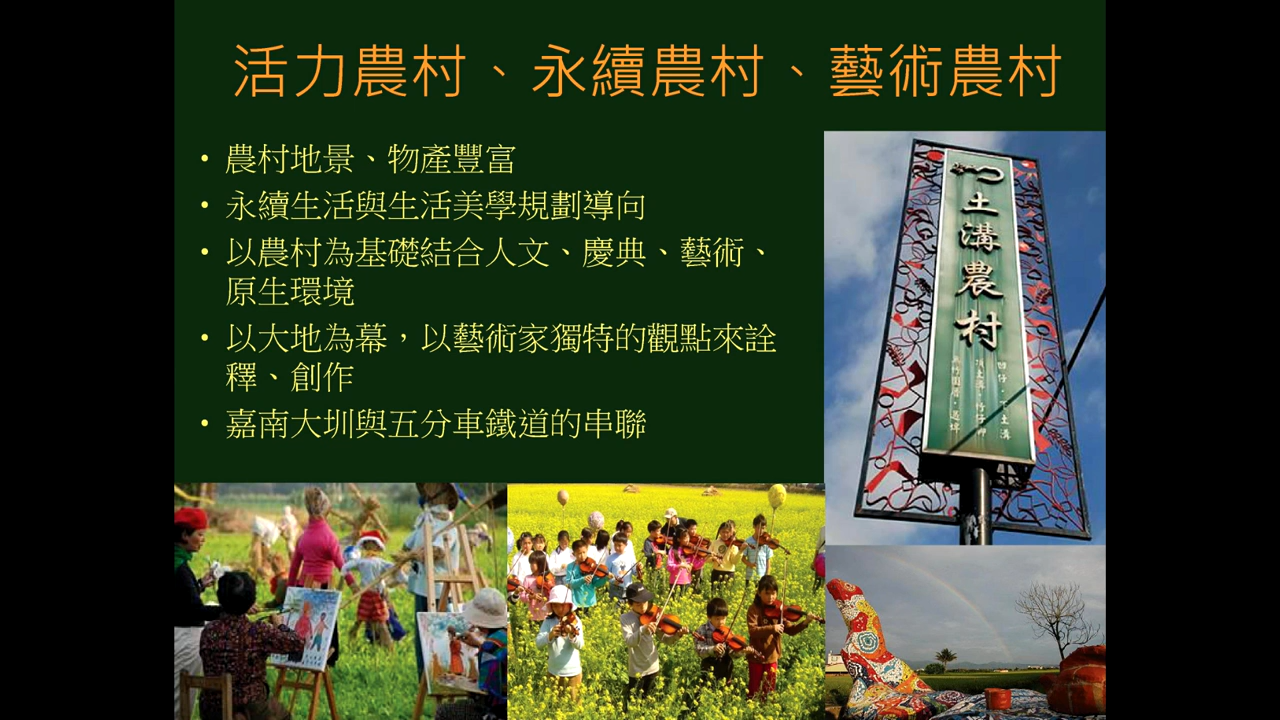 活力農村、永續農村、藝術農村
• 農村地景、物產豐富
• 永續生活與生活美學規劃導向
• 以農村為基礎結合人文、慶典、藝術、
原生環境
• 以大地為幕，以藝術家獨特的觀點來詮
釋、創作
• 嘉南大圳與五分車鐵道的串聯
土溝農村